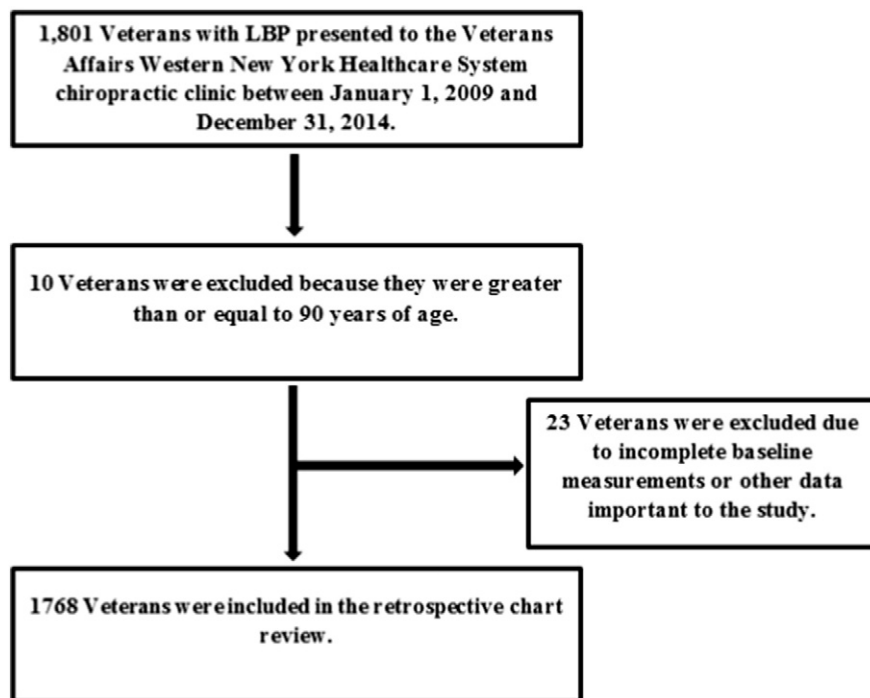 1,801 Veterans with LBP presented to the Veterans
Affairs Western New York Healthcare System
chiropractic clinic between January 1, 2009 and
December 31, 2014.
10 Veterans were excluded because they were greater
than or equal to 90 years of age.
23 Veterans were excluded due
to incomplete baseline
measurements or other data
important to the study.
1768 Veterans were included in the retrospective chart
review.